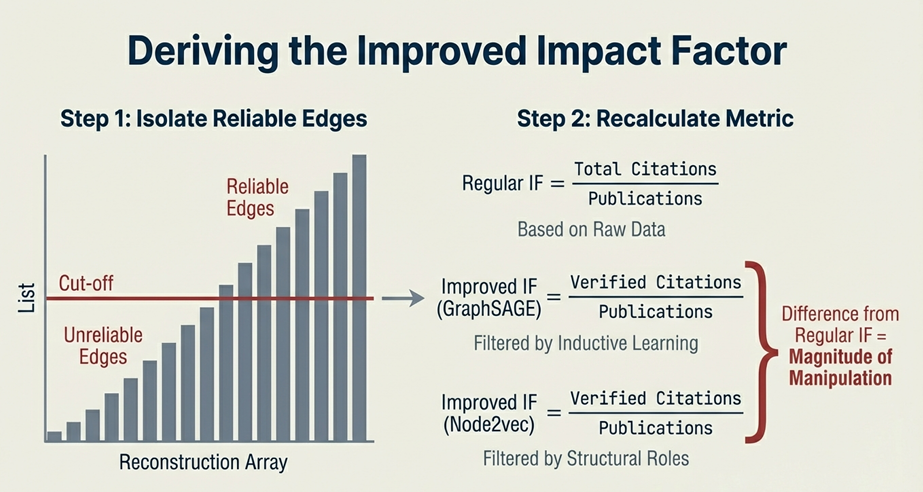 Deriving the Improved Impact Factor
Step 1: Isolate Reliable Edges
Reliable
Edges
Cut-off
Unreliable
Edges
List
Reconstruction Array
Step 2: Recalculate Metric
Regular IF = Total Citations
Publications
Based on Raw Data
Improved IF
(GraphSAGE) = Verified Citations
Publications
Filtered by Inductive Learning
Improved IF
(Node2vec) = Verified Citations
Publications
Filtered by Structural Roles
Difference from
Regular IF =
Magnitude of
Manipulation